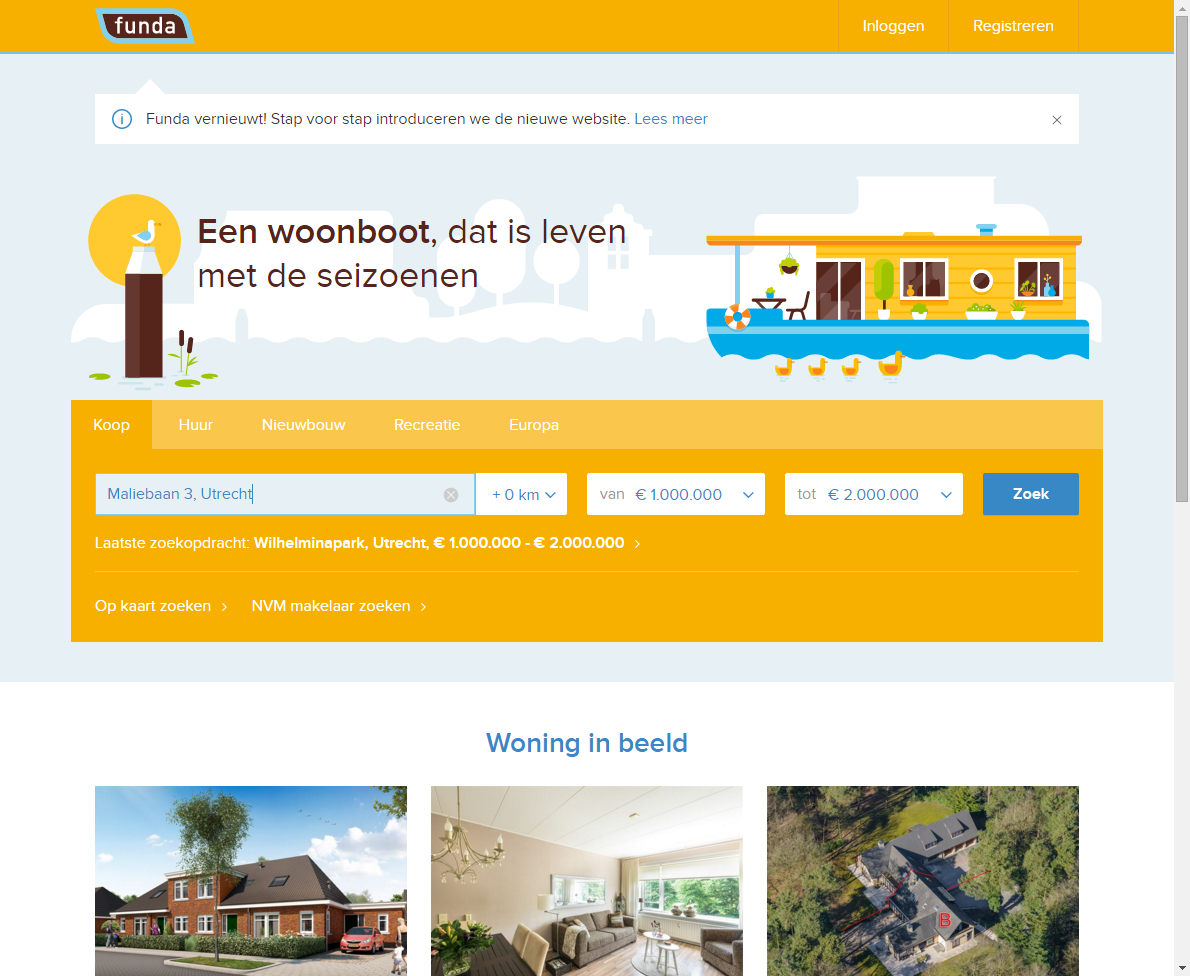 funda
Inloggen
Registreren
Funda vernieuwt! Stap voor stap introduceren we de nieuwe website. Lees meer
Een woonboot, dat is leven
met de seizoenen
Koop
Huur
Nieuwbouw
Recreatie
Europa
Maliebaan 3, Utrecht
+ 0 km
van € 1.000.000
tot € 2.000.000
Zoek
Laatste zoekopdracht: Wilhelminapark, Utrecht, € 1.000.000 - € 2.000.000
Op kaart zoeken
NVM makelaar zoeken
Woning in beeld
B